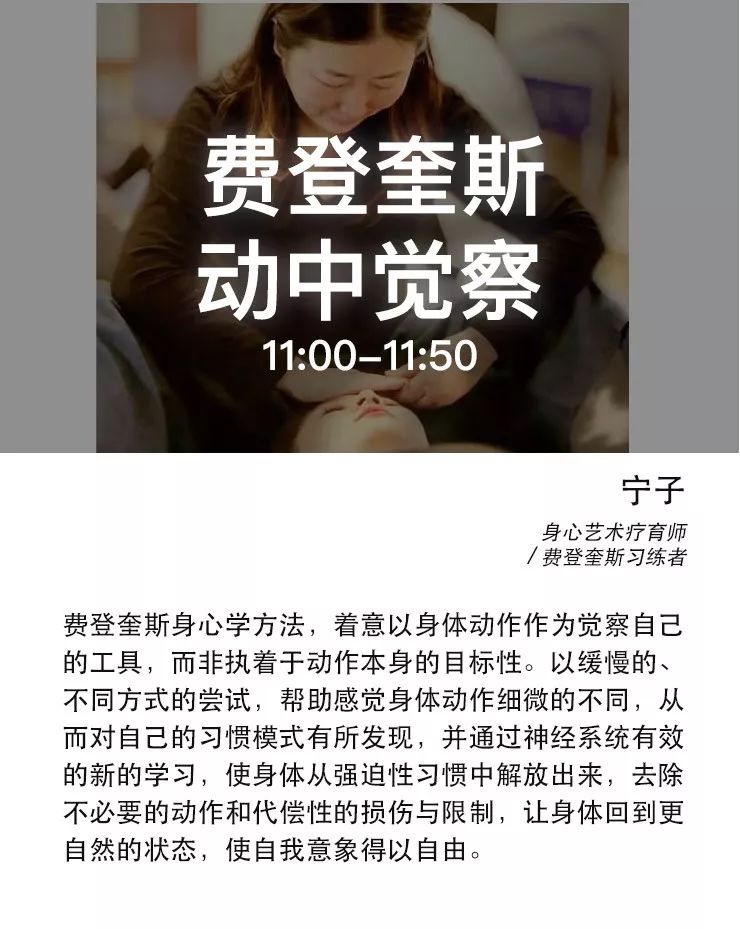 费登奎斯
动中觉察
11:00–11:50
宁子
身心艺术疗育师
/ 费登奎斯习练者
费登奎斯身心学方法，着意以身体动作作为觉察自己
的工具，而非执着于动作本身的目标性。以缓慢的、
不同方式的尝试，帮助感觉身体动作细微的不同，从
而对自己的习惯模式有所发现，并通过神经系统有效
的新的学习，使身体从强迫性习惯中解放出来，去除
不必要的动作和代偿性的损伤与限制，让身体回到更
自然的状态，使自我意象得以自由。